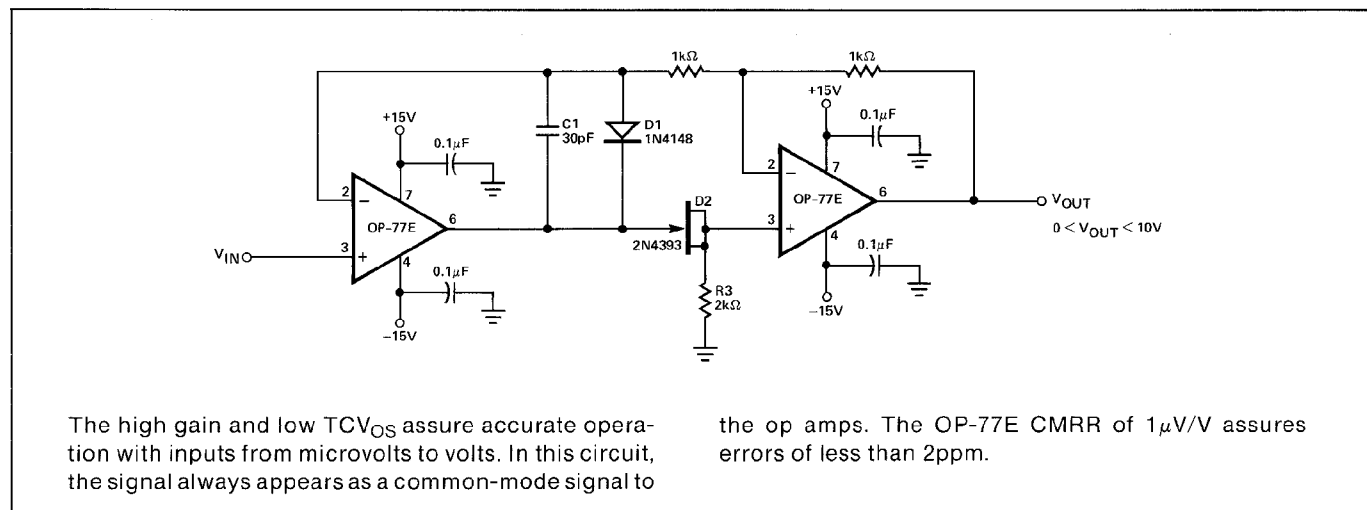 1kΩ
1kΩ
+15V
0.1μF
C1
30pF
D1
1N4148
+15V
0.1μF
2
−
7
OP-77E
6
3
+
4
VIN
0.1μF
−15V
D2
2N4393
R3
2kΩ
2
−
7
OP-77E
6
3
+
4
0.1μF
−15V
VOUT
0 < VOUT < 10V
The high gain and low TCVOS assure accurate opera-
tion with inputs from microvolts to volts. In this circuit,
the signal always appears as a common-mode signal to
the op amps. The OP-77E CMRR of 1μV/V assures
errors of less than 2ppm.